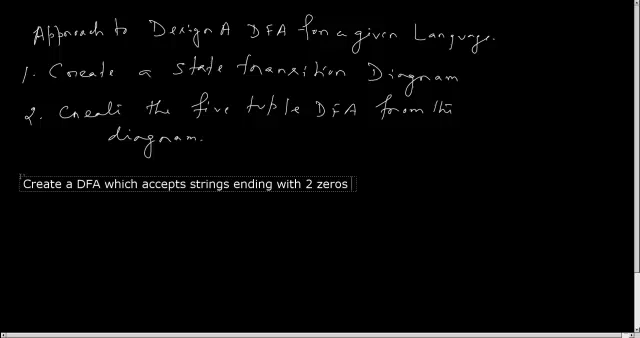 Approach to Design A DFA for a given Language.
1. Create a State transition Diagram
2. Create the five tuple DFA from the
diagram.
Create a DFA which accepts strings ending with 2 zeros